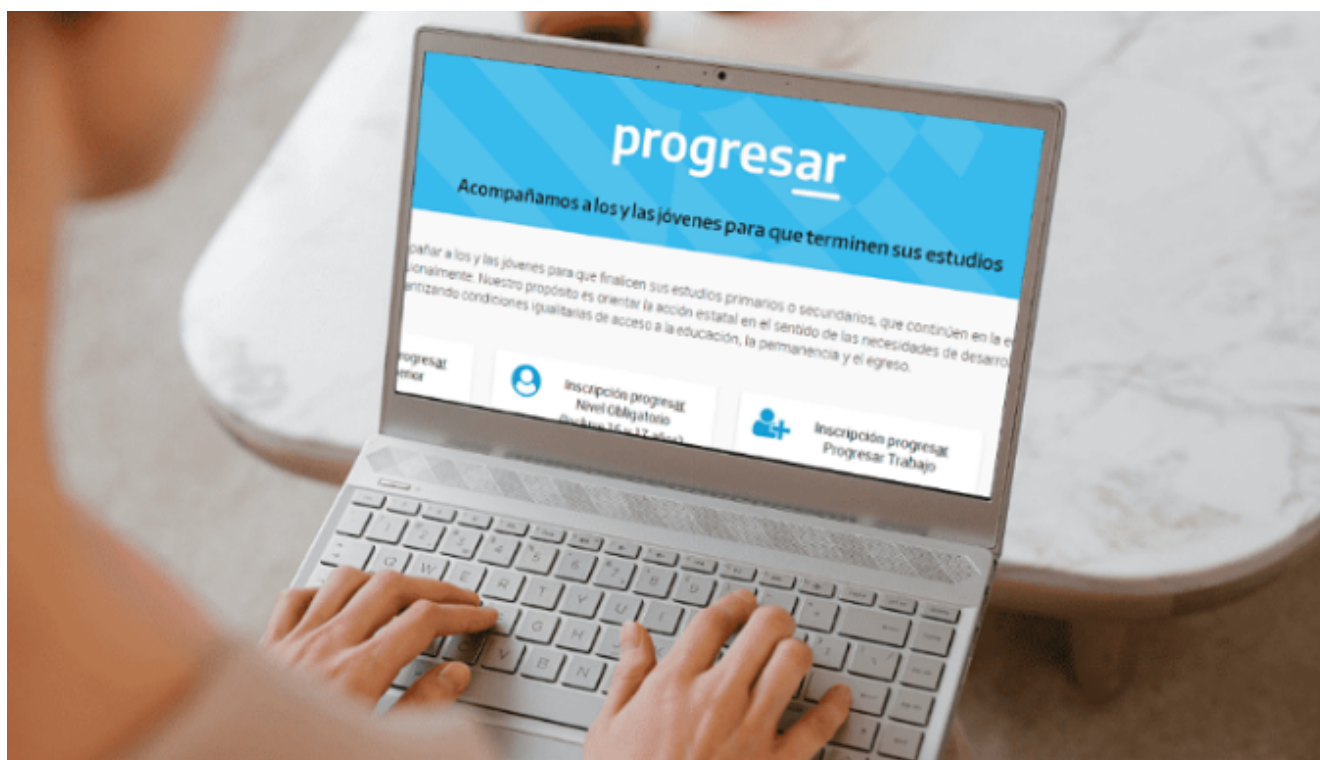 progresar
Acompañamos a los y las jóvenes para que terminen sus estudios
pañar a los y las jóvenes para que finalicen sus estudios primarios o secundarios, que continúen en la e
ionalmente. Nuestro propósito es orientar la acción estatal en el sentido de las necesidades de desarro
antizando condiciones igualitarias de acceso a la educación, la permanencia y el egreso.
Inscripción progresar
Nivel Obligatorio
16 y 17 años)
Inscripción progresar
Progresar Trabajo